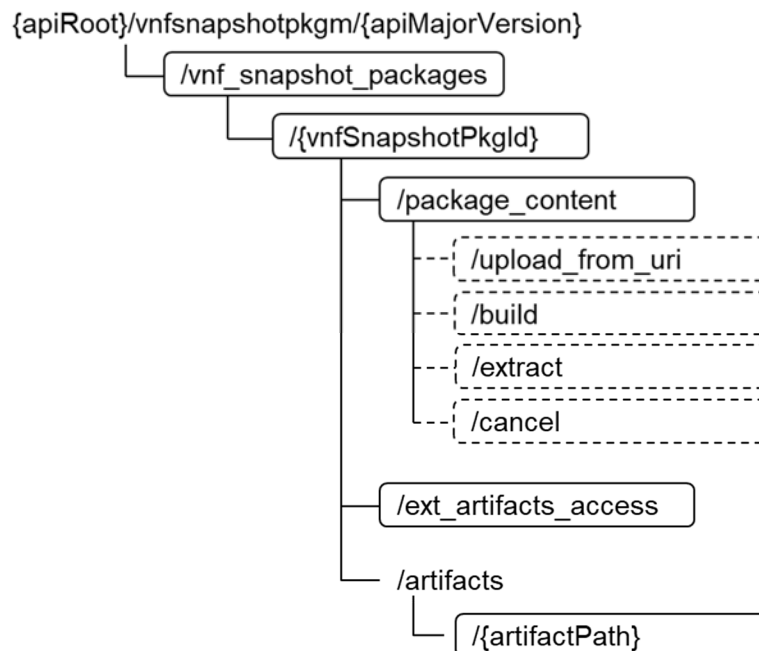 {apiRoot}/vnfsnapshotpkgm/{apiMajorVersion}
/vnf_snapshot_packages
/{vnfSnapshotPkgId}
/package_content
/upload_from_uri
/build
/extract
/cancel
/ext_artifacts_access
/artifacts
/{artifactPath}